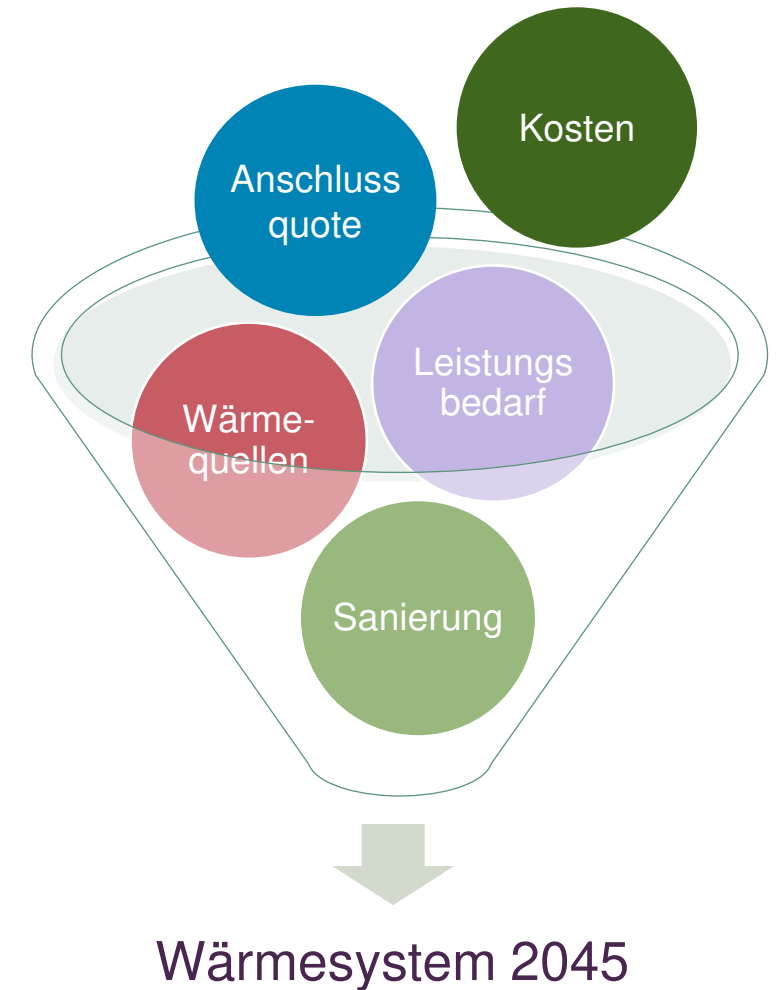 Kosten
Anschluss
quote
Leistungs
bedarf
Wärme-
quellen
Sanierung
Wärmesystem 2045